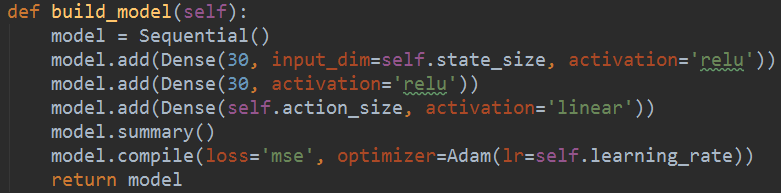 def build_model(self):
    model = Sequential()
    model.add(Dense(30, input_dim=self.state_size, activation='relu'))
    model.add(Dense(30, activation='relu'))
    model.add(Dense(self.action_size, activation='linear'))
    model.summary()
    model.compile(loss='mse', optimizer=Adam(lr=self.learning_rate))
    return model